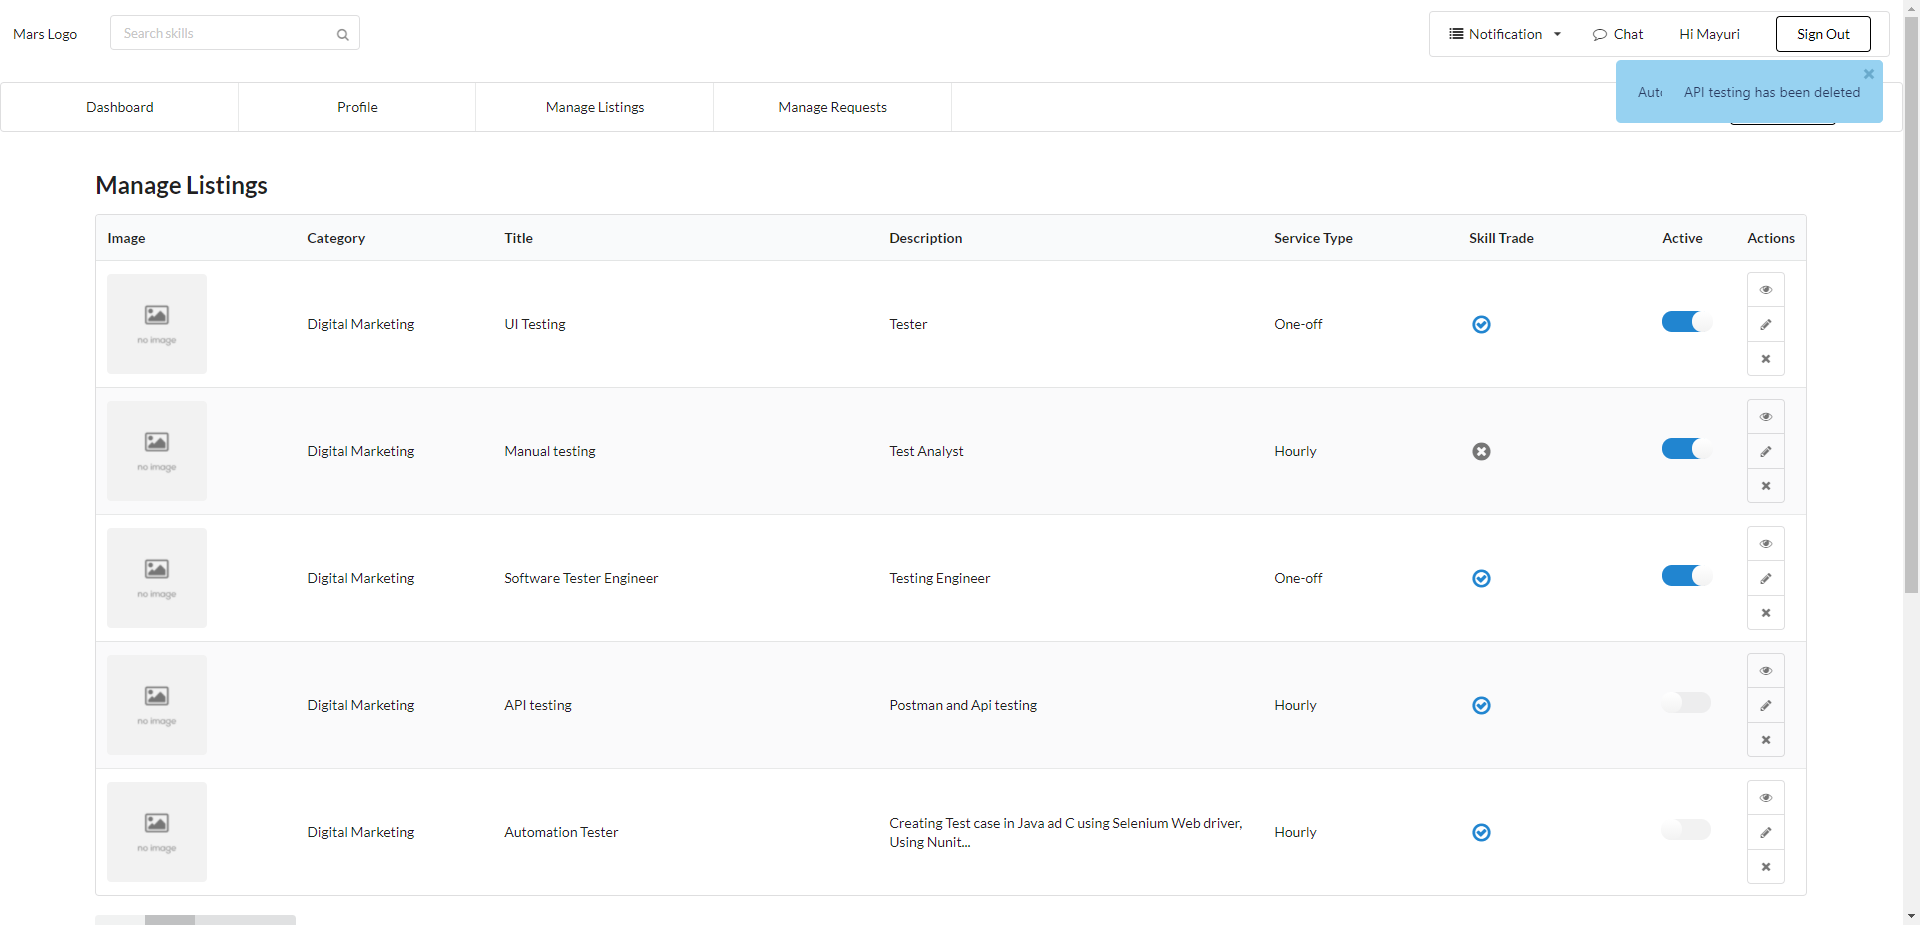 Mars Logo
Search skills
Notification
Chat
Hi Mayuri
Sign Out
API testing has been deleted
Dashboard
Profile
Manage Listings
Manage Requests
Manage Listings
Image Category Title Description Service Type Skill Trade Active Actions
no image Digital Marketing UI Testing Tester One-off
no image Digital Marketing Manual testing Test Analyst Hourly
no image Digital Marketing Software Tester Engineer Testing Engineer One-off
no image Digital Marketing API testing Postman and Api testing Hourly
no image Digital Marketing Automation Tester Creating Test case in Java ad C using Selenium Web driver, Hourly
Using Nunit...